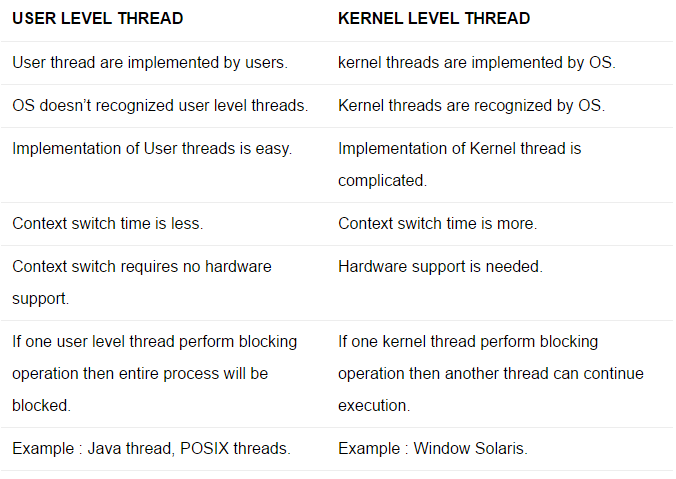 USER LEVEL THREAD KERNEL LEVEL THREAD
User thread are implemented by users. kernel threads are implemented by OS.
OS doesn’t recognized user level threads. Kernel threads are recognized by OS.
Implementation of User threads is easy. Implementation of Kernel thread is
complicated.
Context switch time is less. Context switch time is more.
Context switch requires no hardware Hardware support is needed.
support.
If one user level thread perform blocking If one kernel thread perform blocking
operation then entire process will be operation then another thread can continue
blocked. execution.
Example : Java thread, POSIX threads. Example : Window Solaris.